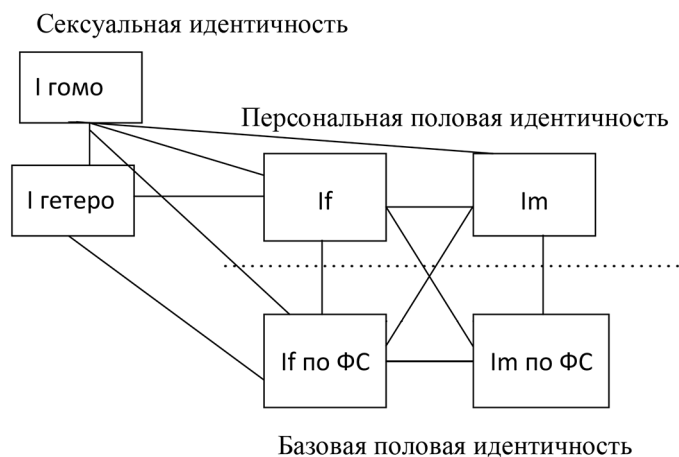 Сексуальная идентичность
I гомо
Персональная половая идентичность
I гетеро
If
Im
If по ФС
Im по ФС
Базовая половая идентичность